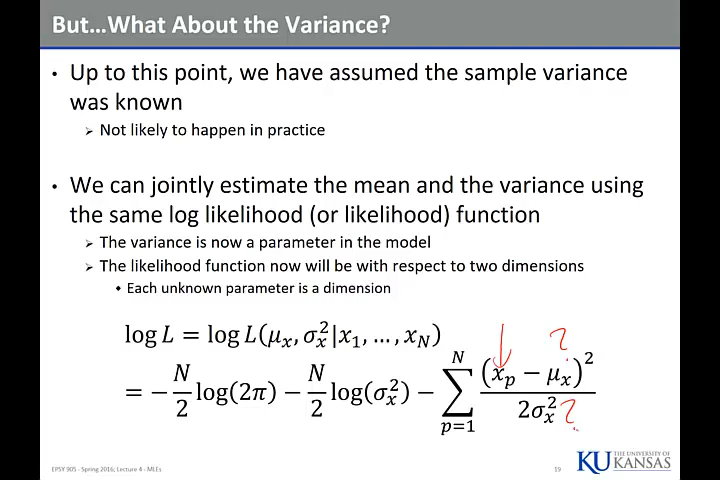 But…What About the Variance?
• Up to this point, we have assumed the sample variance
was known
➢ Not likely to happen in practice
• We can jointly estimate the mean and the variance using
the same log likelihood (or likelihood) function
➢ The variance is now a parameter in the model
➢ The likelihood function now will be with respect to two dimensions
◆ Each unknown parameter is a dimension
log L = log L(μₓ, σₓ²|x₁, … , x_N)
= −N/2 log(2π) − N/2 log(σₓ²) − ∑_{p=1}^{N} (x_p − μₓ)²/2σₓ²
?
?
EPSY 905 - Spring 2016; Lecture 4 - MLEs
19
KU THE UNIVERSITY OF
KANSAS